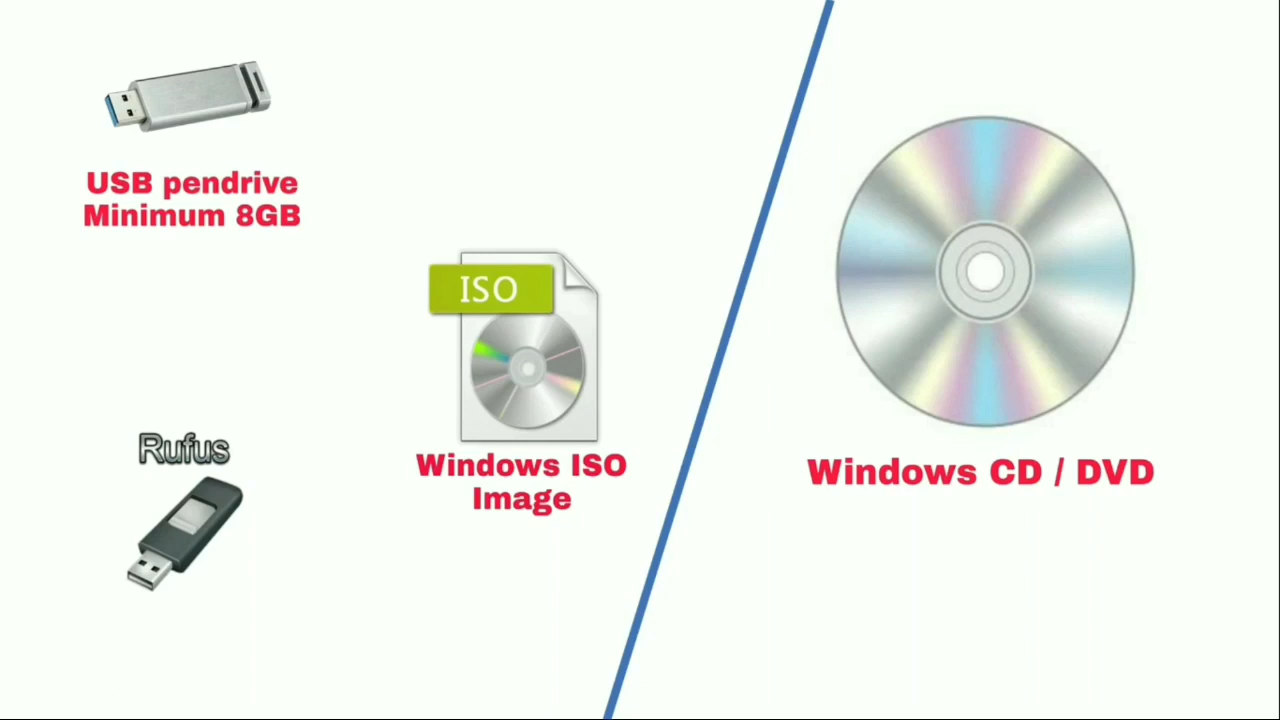 USB pendrive
Minimum 8GB
ISO
Windows ISO
Image
Rufus
Windows CD / DVD